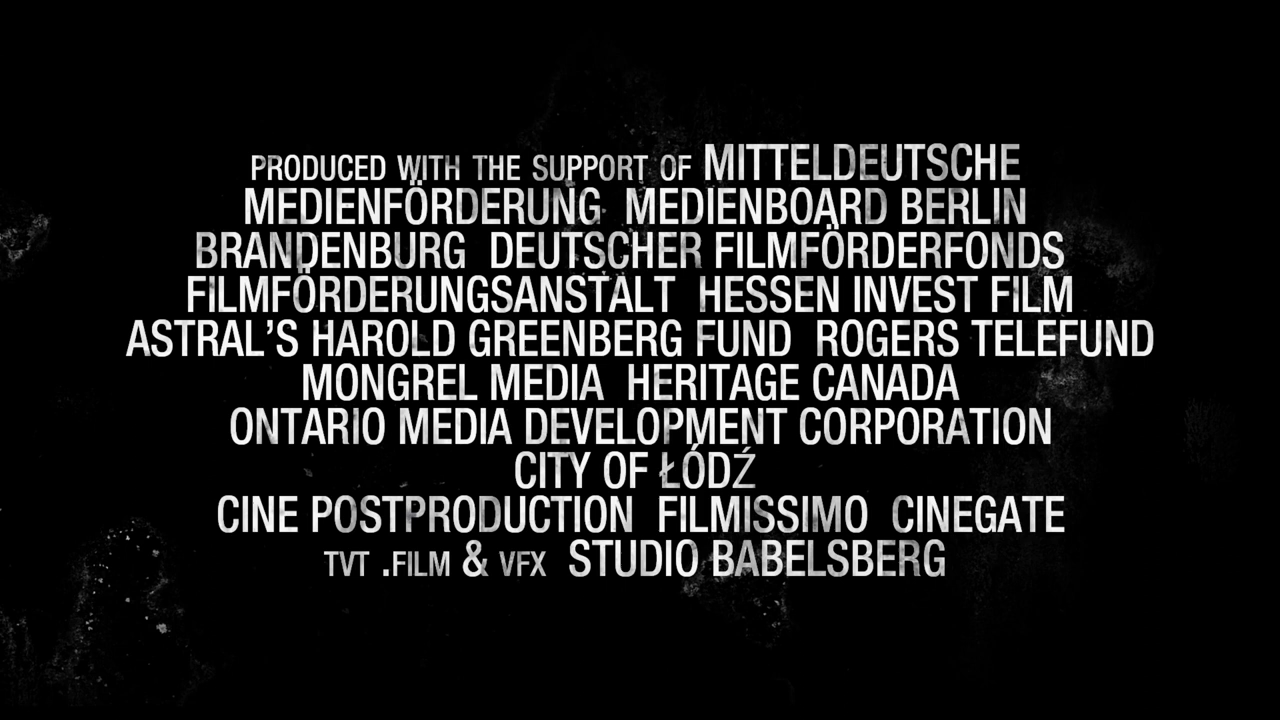 PRODUCED WITH THE SUPPORT OF MITTELDEUTSCHE
MEDIENFÖRDERUNG MEDIENBOARD BERLIN
BRANDENBURG DEUTSCHER FILMFÖRDERFONDS
FILMFÖRDERUNGSANSTALT HESSEN INVEST FILM
ASTRAL'S HAROLD GREENBERG FUND ROGERS TELEFUND
MONGREL MEDIA HERITAGE CANADA
ONTARIO MEDIA DEVELOPMENT CORPORATION
CITY OF ŁÓDŹ
CINE POSTPRODUCTION FILMISSIMO CINEGATE
TVT .FILM & VFX STUDIO BABELSBERG